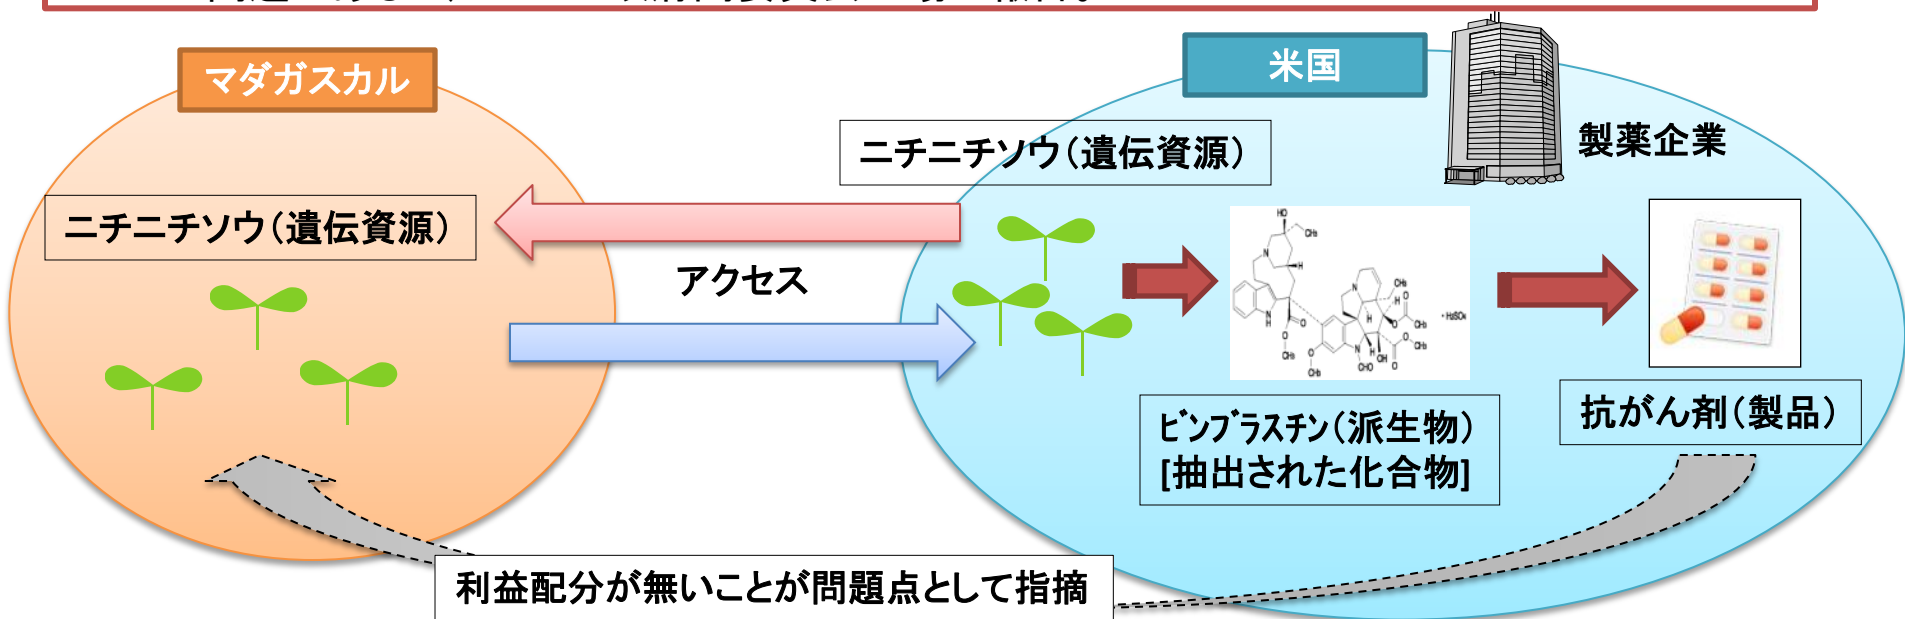 マダガスカル
米国
製薬企業
ニチニチソウ（遺伝資源）
ニチニチソウ（遺伝資源）
アクセス
ﾋﾞﾝﾌﾞﾗｽﾁﾝ（派生物）
[抽出された化合物]
抗がん剤（製品）
利益配分が無いことが問題点として指摘